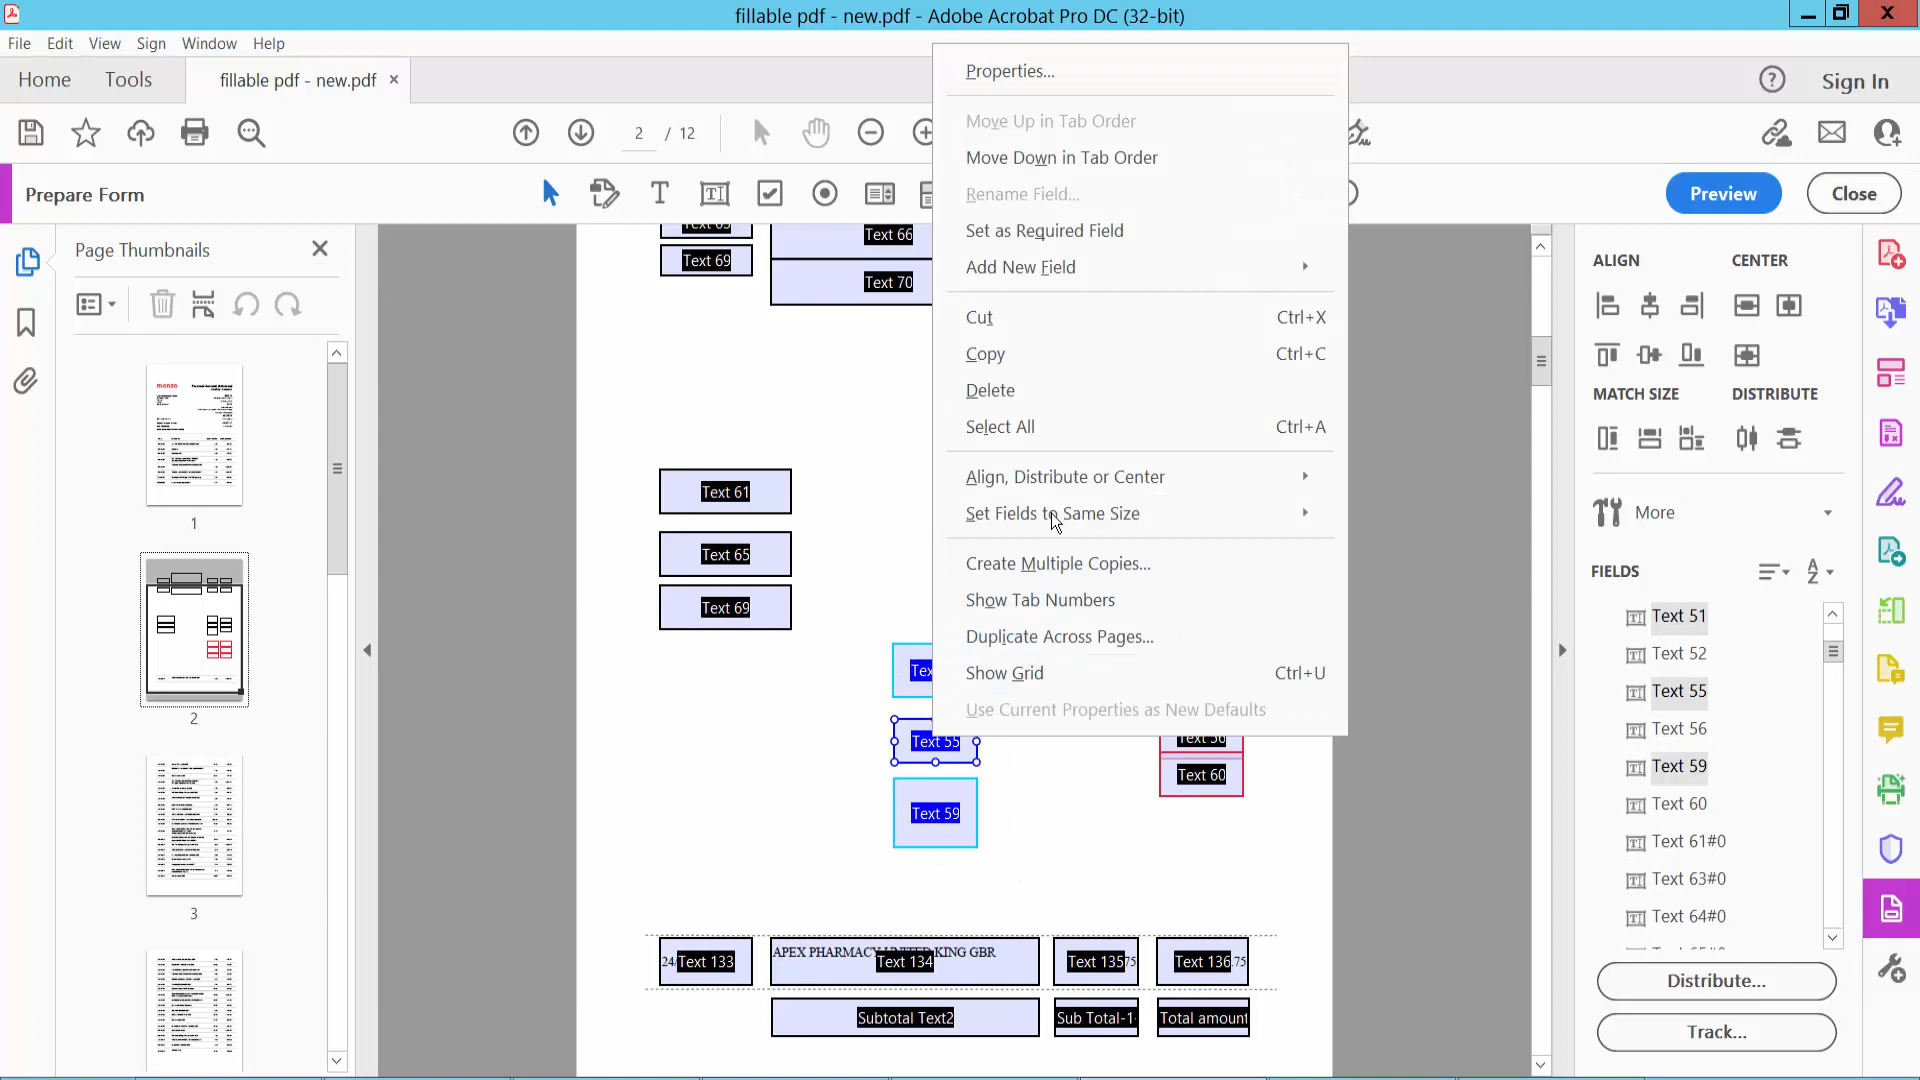 fillable pdf - new.pdf - Adobe Acrobat Pro DC (32-bit)
File Edit View Sign Window Help
Home Tools fillable pdf - new.pdf × Sign In
2 / 12
Prepare Form Preview Close
Page Thumbnails
1
2
3
Text 66
Text 69
Text 70
Text 61
Text 65
Text 69
Text 55
Text 59
Text 60
24/ Text 133 APEX PHARMACY UNITED KING GBR Text 134 Text 135 75 Text 136 .75
Subtotal Text2 Sub Total-1 Total amount
Properties...
Move Up in Tab Order
Move Down in Tab Order
Rename Field...
Set as Required Field
Add New Field
Cut Ctrl+X
Copy Ctrl+C
Delete
Select All Ctrl+A
Align, Distribute or Center
Set Fields to Same Size
Create Multiple Copies...
Show Tab Numbers
Duplicate Across Pages...
Show Grid Ctrl+U
Use Current Properties as New Defaults
ALIGN CENTER
MATCH SIZE DISTRIBUTE
More
FIELDS
Text 51
Text 52
Text 55
Text 56
Text 59
Text 60
Text 61#0
Text 63#0
Text 64#0
Distribute...
Track...